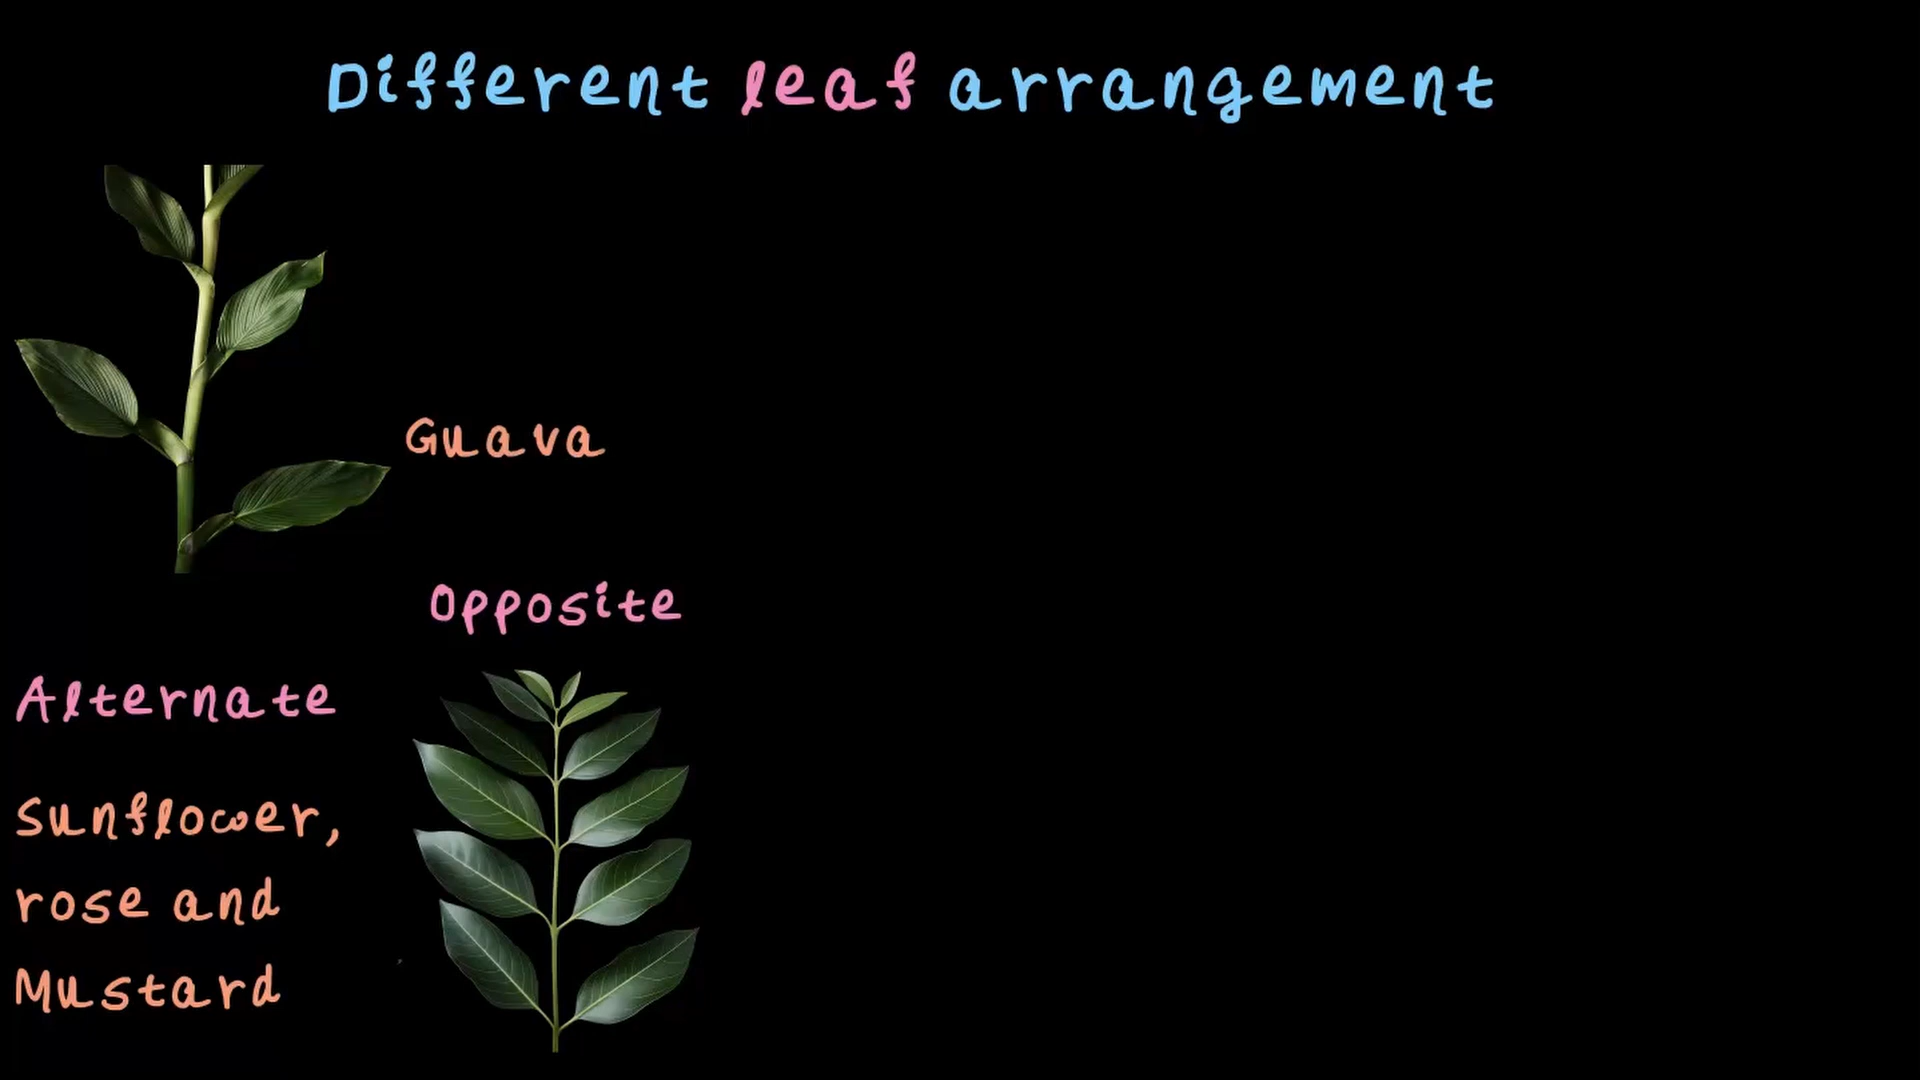 Different leaf arrangement
Guava
Opposite
Alternate
Sunflower,
rose and
Mustard